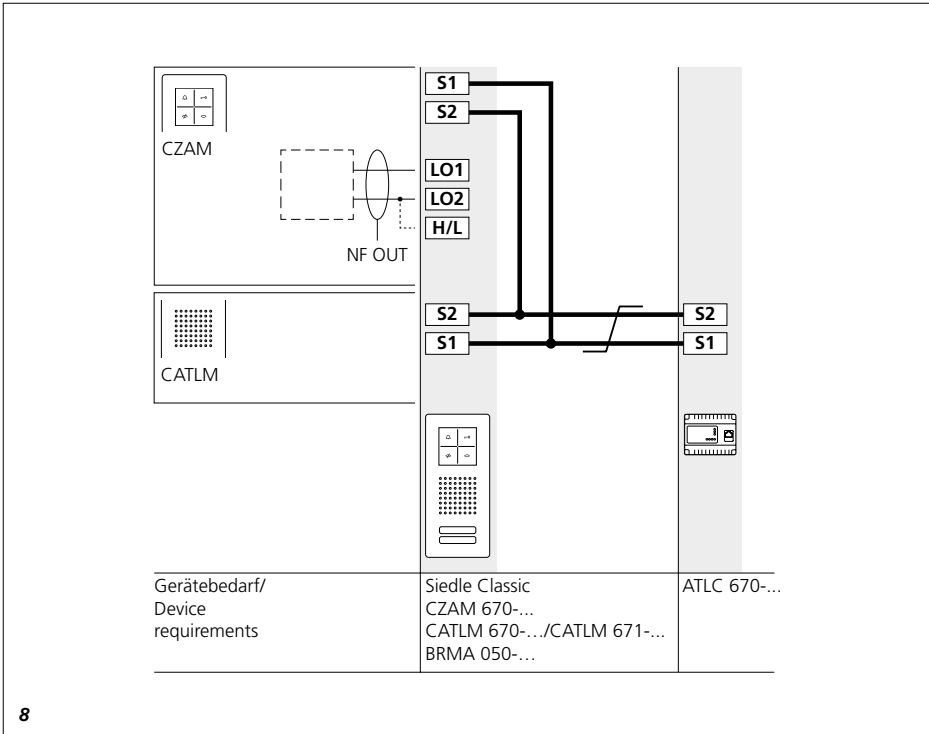 S1
S2
CZAM
LO1
LO2
H/L
NF OUT
S2
S2
S1
S1
CATLM
Gerätebedarf/
Device
requirements
Siedle Classic
CZAM 670-...
CATLM 670-.../CATLM 671-...
BRMA 050-...
ATLC 670-...
8